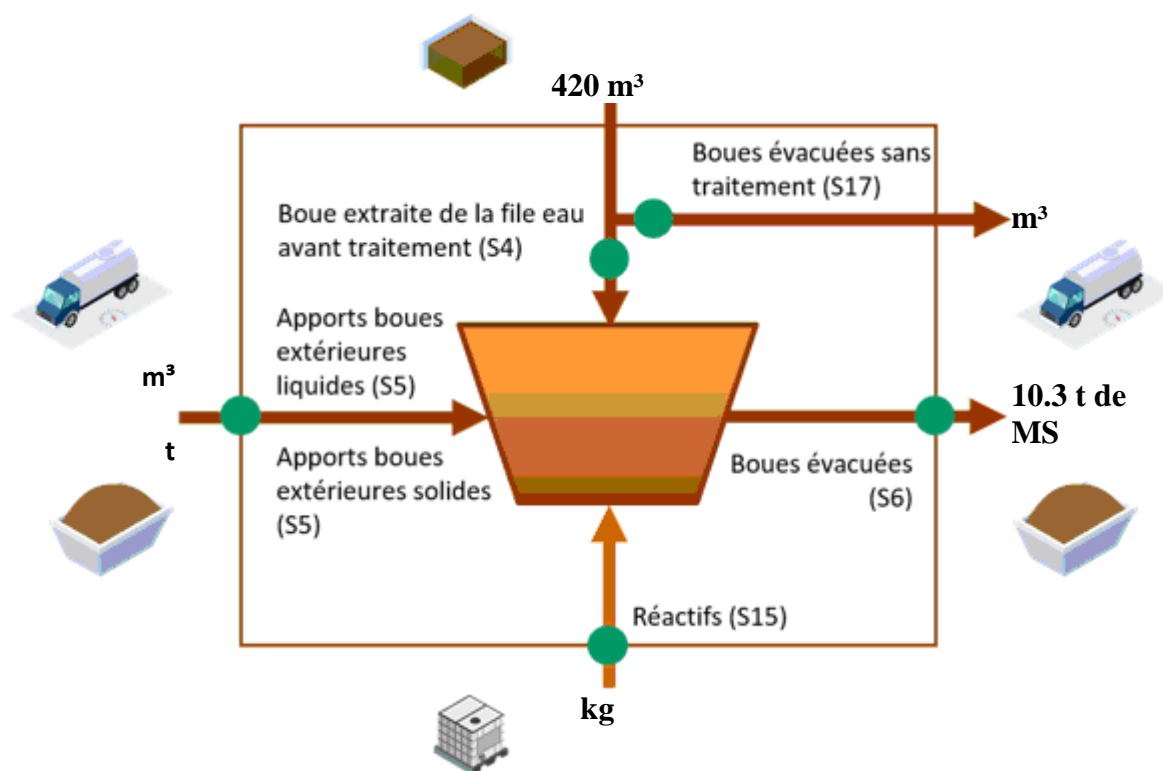 420 m³
Boues évacuées sans
traitement (S17)
m³
Boue extraite de la file eau
avant traitement (S4)
Apports boues
extérieures
liquides (S5)
m³
t
Apports boues
extérieures solides
(S5)
10.3 t de
MS
Boues évacuées
(S6)
Réactifs (S15)
kg